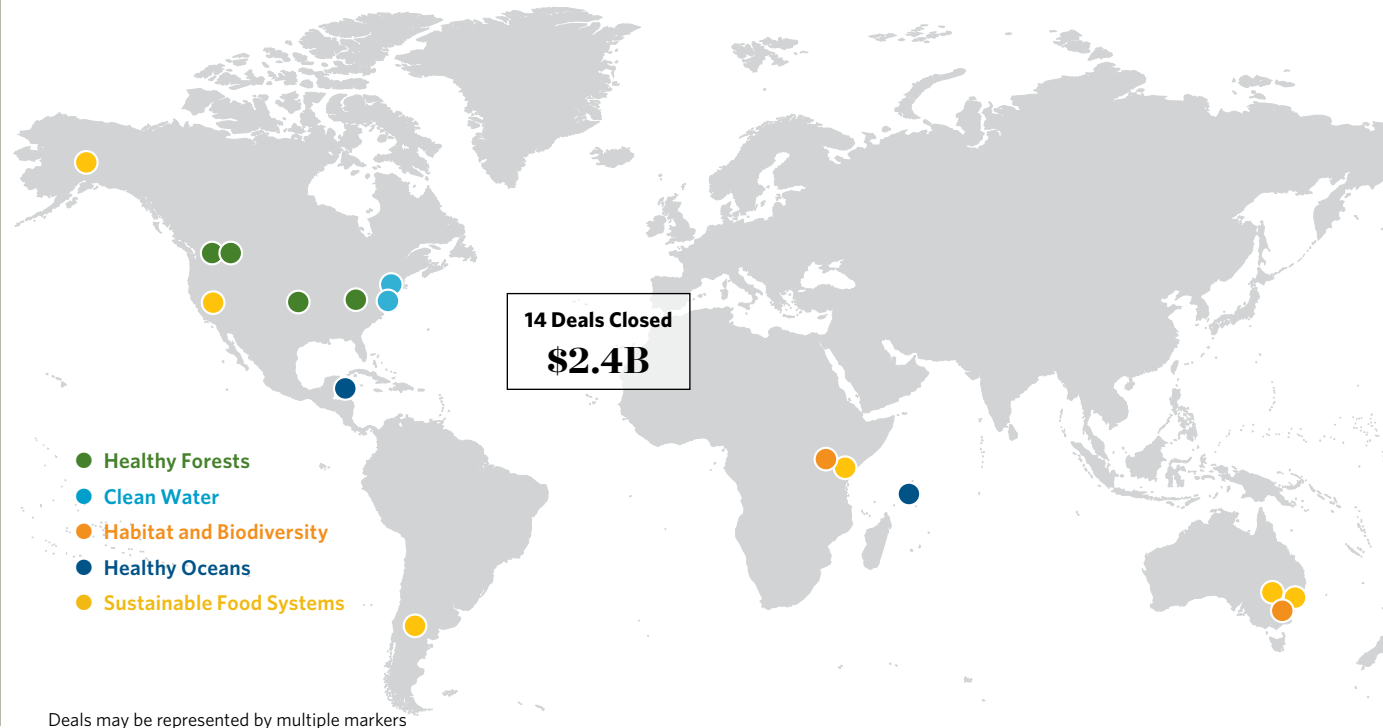 14 Deals Closed
$2.4B
Healthy Forests
Clean Water
Habitat and Biodiversity
Healthy Oceans
Sustainable Food Systems
Deals may be represented by multiple markers